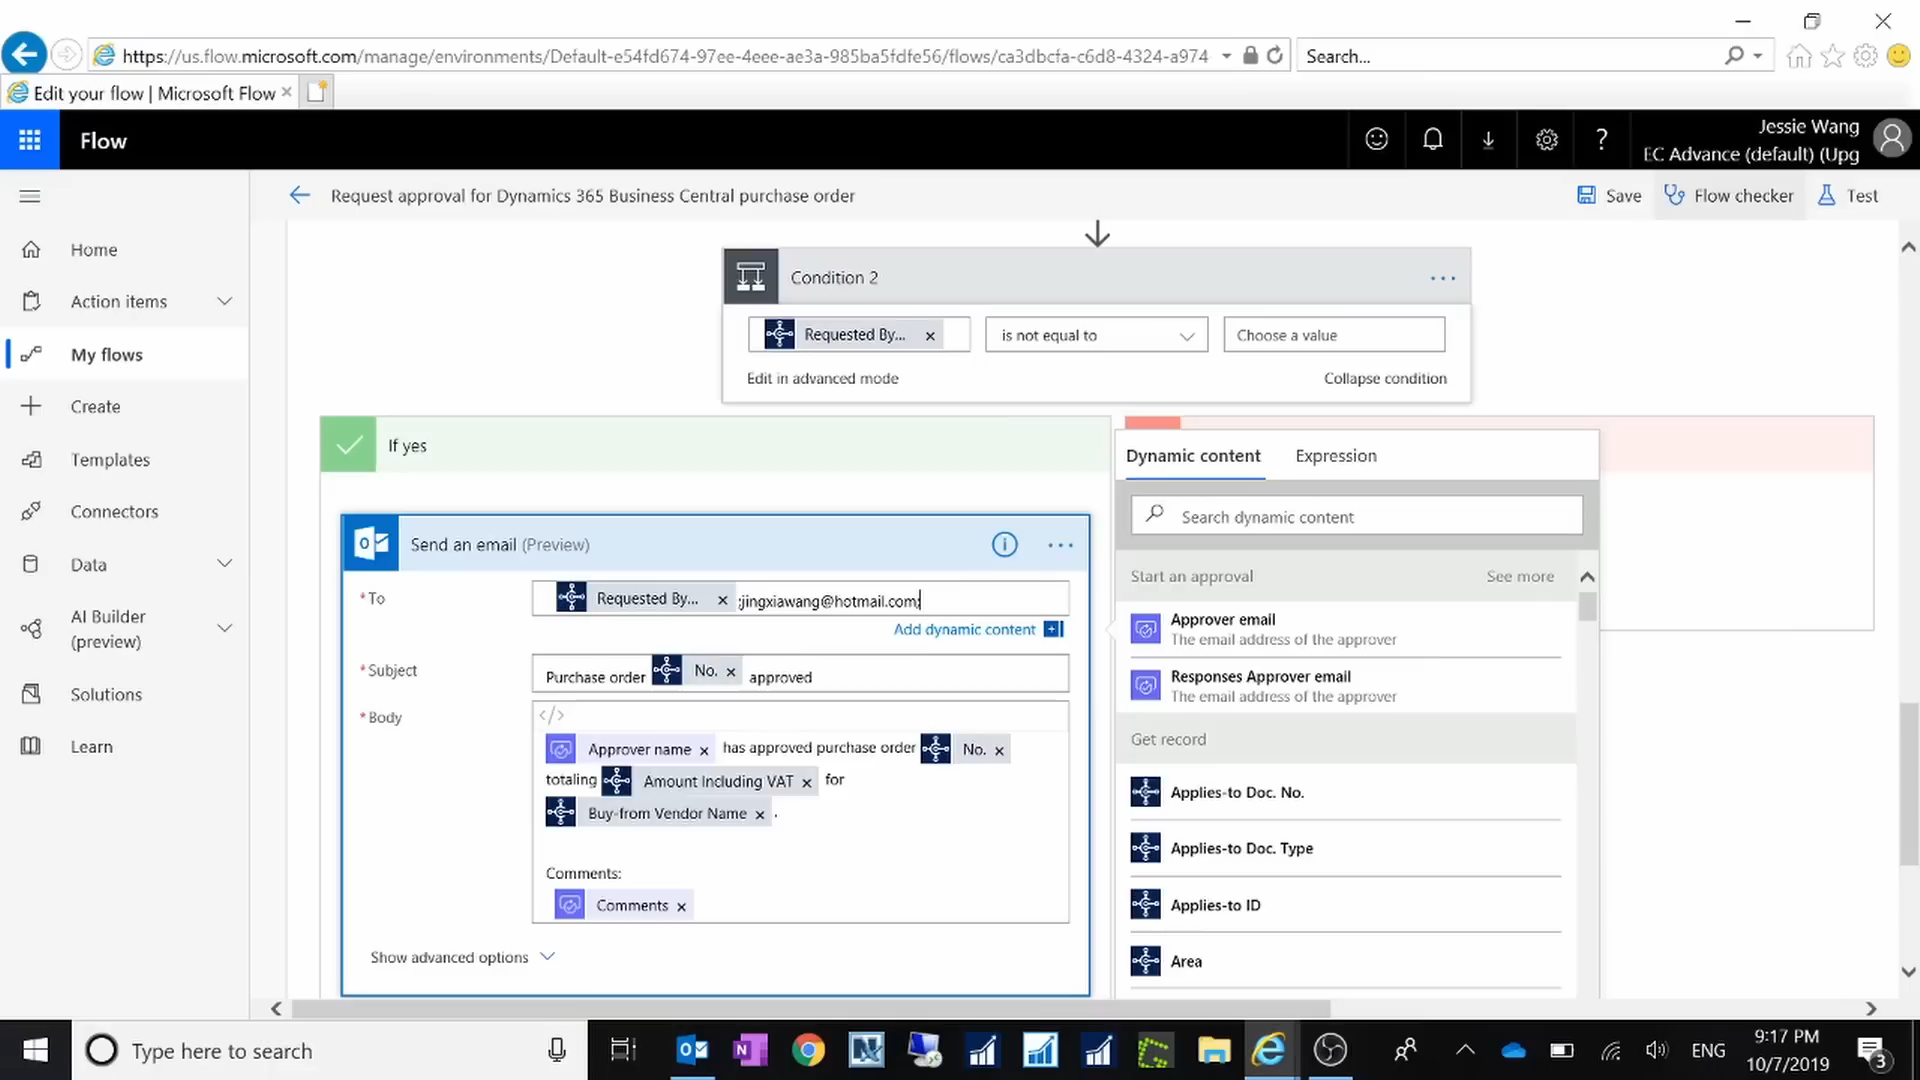 https://us.flow.microsoft.com/manage/environments/Default-e54fd674-97ee-4eee-ae3a-985ba5fdfe56/flows/ca3dbcfa-c6d8-4324-a974
Search...
Edit your flow | Microsoft Flow
Flow
?
Jessie Wang
EC Advance (default) (Upg
Request approval for Dynamics 365 Business Central purchase order
Save
Flow checker
Test
Home
Action items
My flows
Create
Templates
Connectors
Data
AI Builder
(preview)
Solutions
Learn
Condition 2
Requested By...
is not equal to
Choose a value
Edit in advanced mode
Collapse condition
If yes
Send an email (Preview)
* To
Requested By... ;jingxiawang@hotmail.com;
Add dynamic content
* Subject
Purchase order No. approved
* Body
</>
Approver name has approved purchase order No.
totaling Amount Including VAT for
Buy-from Vendor Name .
Comments:
Comments
Show advanced options
Dynamic content
Expression
Search dynamic content
Start an approval
See more
Approver email
The email address of the approver
Responses Approver email
The email address of the approver
Get record
Applies-to Doc. No.
Applies-to Doc. Type
Applies-to ID
Area
Type here to search
ENG
9:17 PM
10/7/2019
3